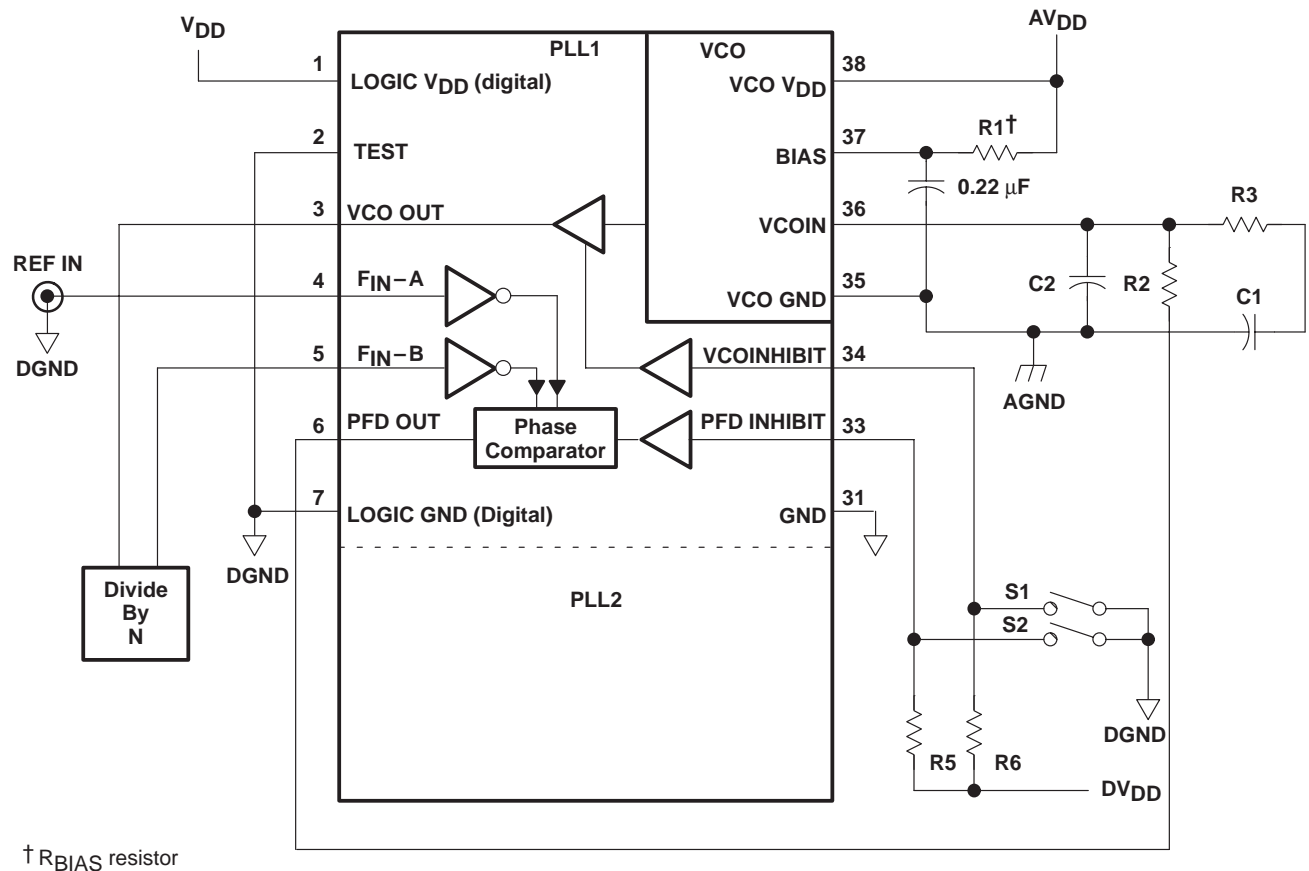 VDD
AVDD
PLL1
VCO
1
LOGIC VDD (digital)
VCO VDD
38
2
TEST
BIAS
37
R1†
0.22 μF
3
VCO OUT
VCOIN
36
R3
REF IN
4
FIN−A
VCO GND
35
C2
R2
C1
DGND
5
FIN−B
VCOINHIBIT
34
AGND
6
PFD OUT
Phase
Comparator
PFD INHIBIT
33
7
LOGIC GND (Digital)
GND
31
DGND
Divide
By
N
PLL2
S1
S2
DGND
R5
R6
DVDD
† RBIAS resistor